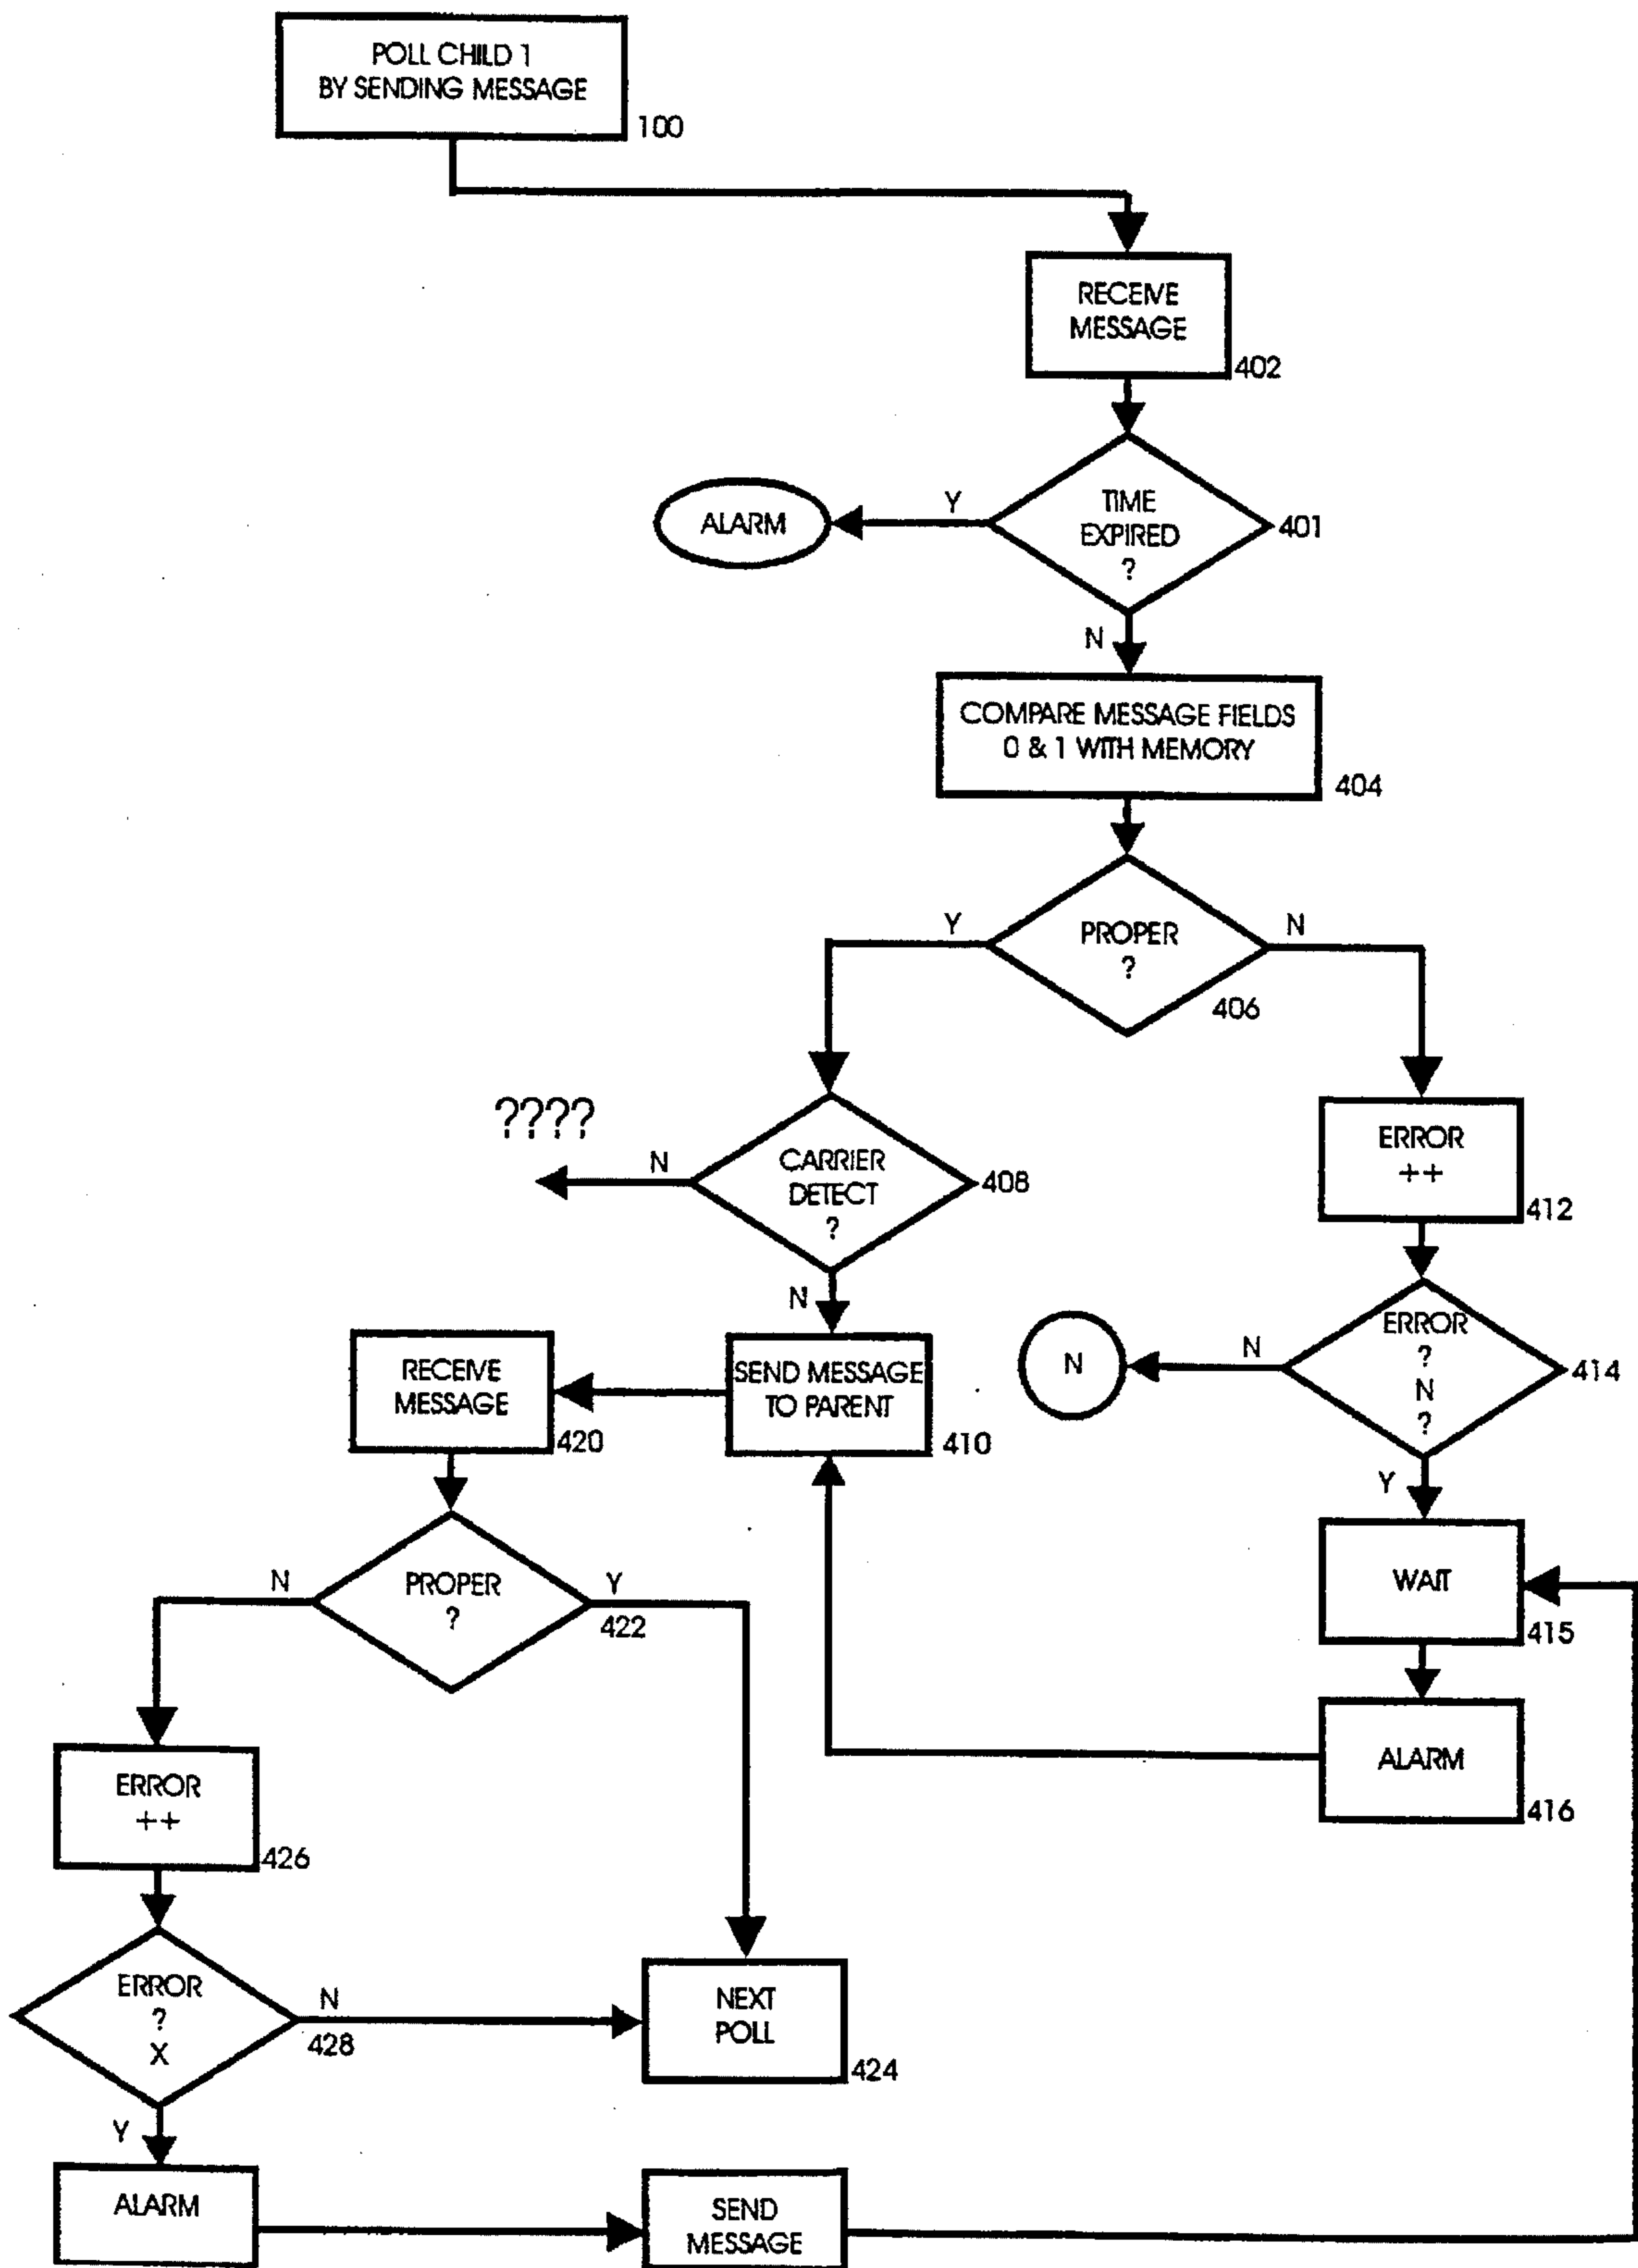 POLL CHILD 1
BY SENDING MESSAGE
100
RECEIVE
MESSAGE
402
TIME
EXPIRED
?
401
Y
ALARM
N
COMPARE MESSAGE FIELDS
0 & 1 WITH MEMORY
404
PROPER
?
406
Y
N
????
CARRIER
DETECT
?
408
N
N
ERROR
++
412
ERROR
?
N
?
414
N
N
Y
RECEIVE
MESSAGE
420
SEND MESSAGE
TO PARENT
410
WAIT
415
ALARM
416
PROPER
?
422
N
Y
ERROR
++
426
ERROR
?
X
428
N
Y
NEXT
POLL
424
ALARM
SEND
MESSAGE